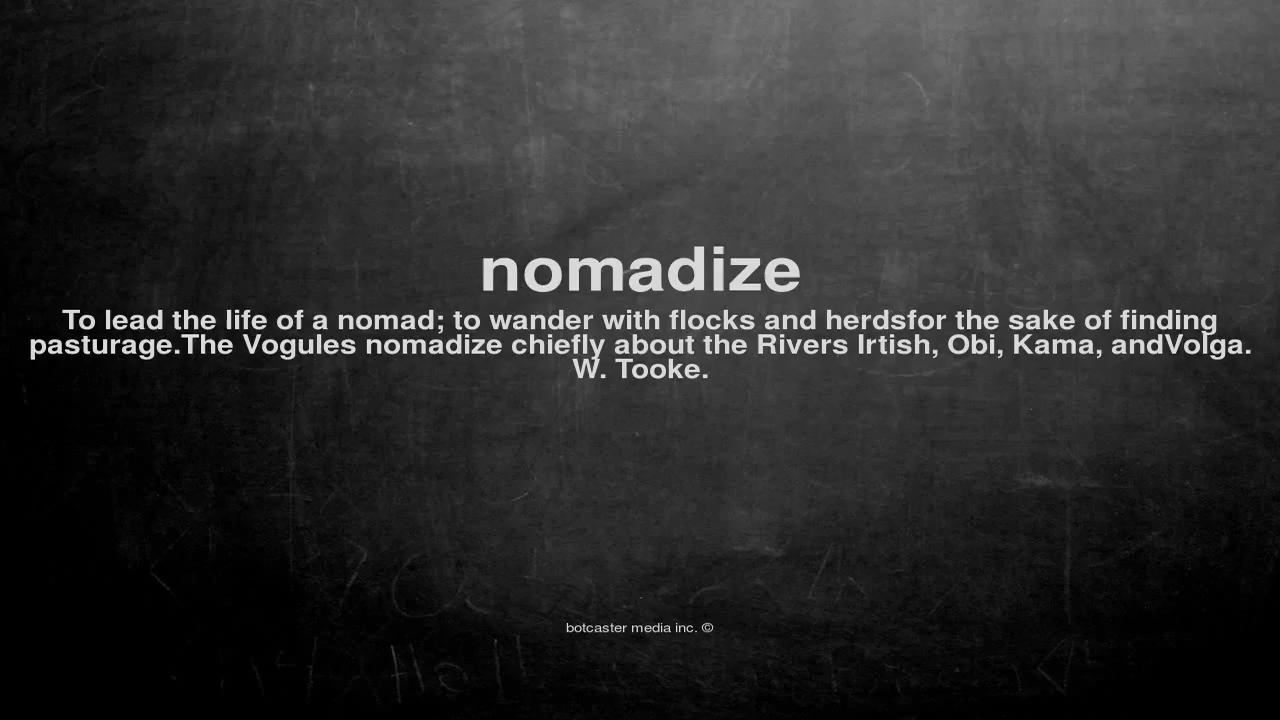 nomadize
To lead the life of a nomad; to wander with flocks and herdsfor the sake of finding
pasturage.The Vogules nomadize chiefly about the Rivers Irtish, Obi, Kama, andVolga.
W. Tooke.
botcaster media inc. ©